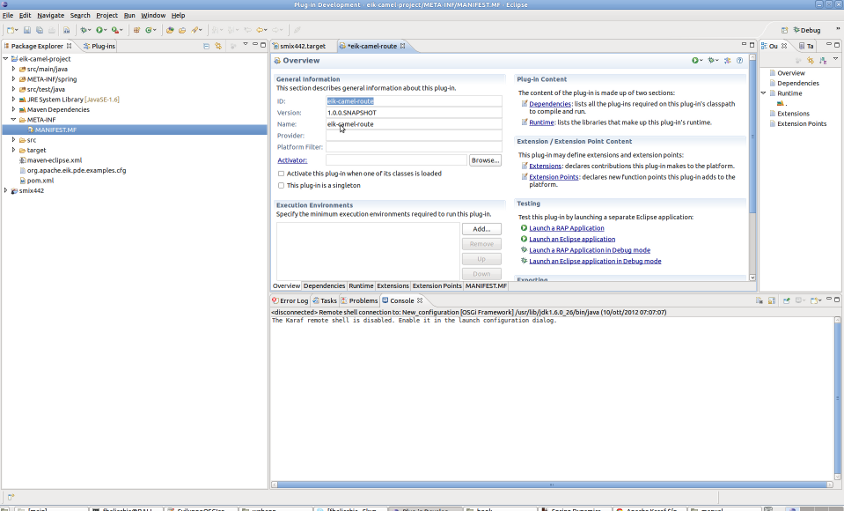 Plug-in Development - eik-camel-project/META-INF/MANIFEST.MF - Eclipse
File Edit Navigate Search Project Run Window Help
Debug
Package Explorer Plug-ins
eik-camel-project
src/main/java
META-INF/spring
src/test/java
JRE System Library [JavaSE-1.6]
Maven Dependencies
META-INF
MANIFEST.MF
src
target
maven-eclipse.xml
org.apache.eik.pde.examples.cfg
pom.xml
smix442
smix442.target *eik-camel-route
Overview
General Information
This section describes general information about this plug-in.
ID: eik-camel-route
Version: 1.0.0.SNAPSHOT
Name: eik-camel-route
Provider:
Platform Filter:
Activator: Browse...
Activate this plug-in when one of its classes is loaded
This plug-in is a singleton
Execution Environments
Specify the minimum execution environments required to run this plug-in.
Add...
Remove
Up
Down
Plug-in Content
The content of the plug-in is made up of two sections:
Dependencies: lists all the plug-ins required on this plug-in's classpath
to compile and run.
Runtime: lists the libraries that make up this plug-in's runtime.
Extension / Extension Point Content
This plug-in may define extensions and extension points:
Extensions: declares contributions this plug-in makes to the platform.
Extension Points: declares new function points this plug-in adds to the
platform.
Testing
Test this plug-in by launching a separate Eclipse application:
Launch a RAP Application
Launch an Eclipse application
Launch a RAP Application in Debug mode
Launch an Eclipse application in Debug mode
Exporting
Overview Dependencies Runtime Extensions Extension Points MANIFEST.MF
Ou Ta
Overview
Dependencies
Runtime
.
Extensions
Extension Points
Error Log Tasks Problems Console
<disconnected> Remote shell connection to: New_configuration [OSGi Framework] /usr/lib/jdk1.6.0_26/bin/java (10/ott/2012 07:07:07)
The Karaf remote shell is disabled. Enable it in the launch configuration dialog.